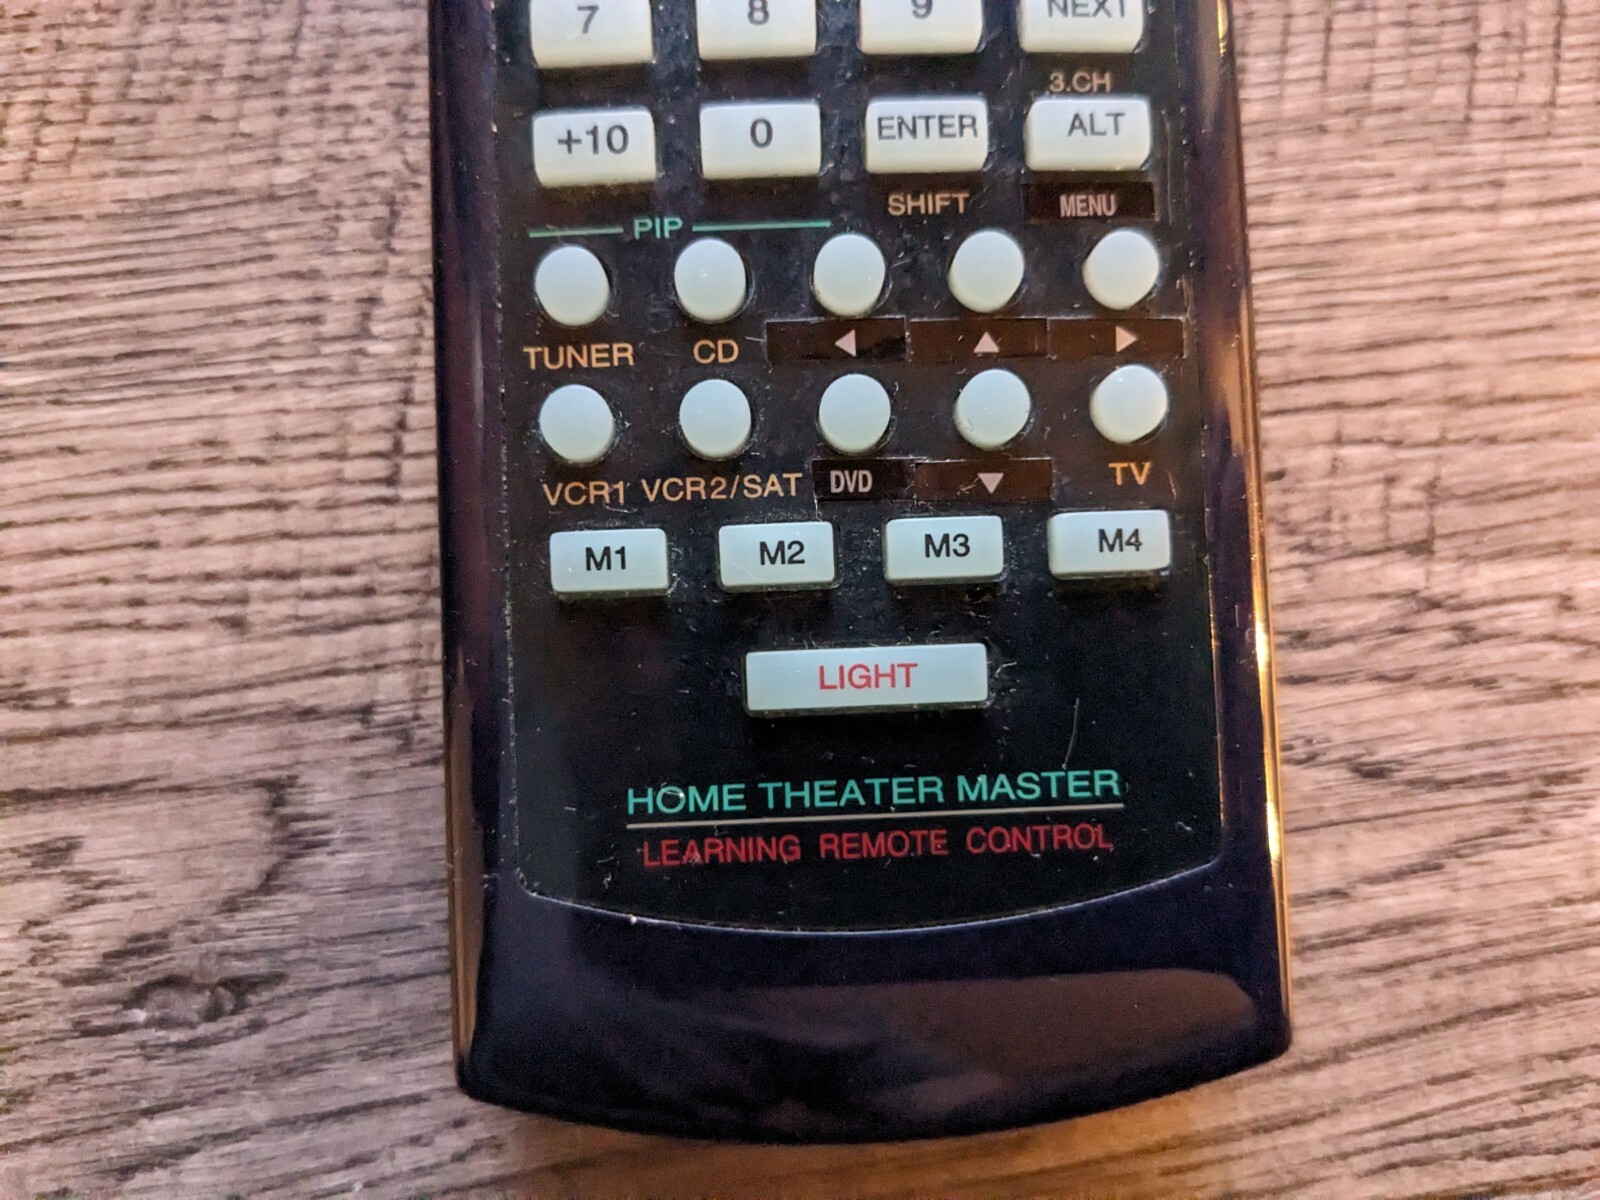 7 8 9 NEXT
3.CH
+10 0 ENTER ALT
SHIFT MENU
PIP
TUNER CD
VCR1 VCR2/SAT DVD TV
M1 M2 M3 M4
LIGHT
HOME THEATER MASTER
LEARNING REMOTE CONTROL